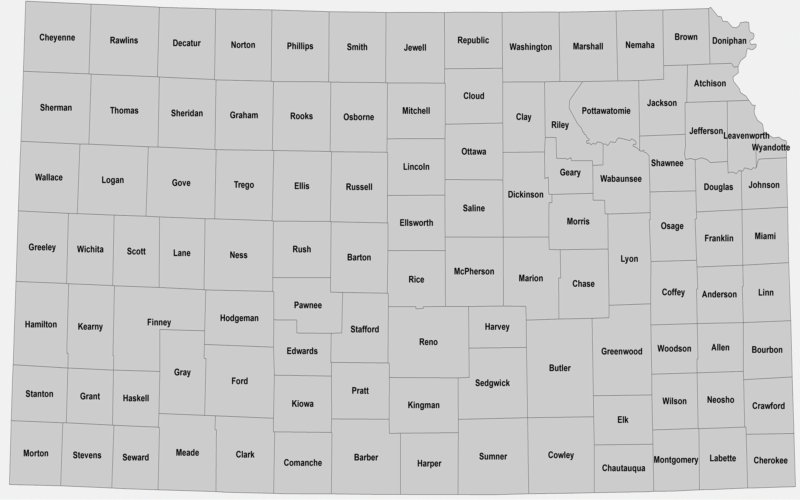 Cheyenne
Rawlins
Decatur
Norton
Phillips
Smith
Jewell
Republic
Washington
Marshall
Nemaha
Brown
Doniphan
Sherman
Thomas
Sheridan
Graham
Rooks
Osborne
Mitchell
Cloud
Clay
Riley
Pottawatomie
Jackson
Atchison
Jefferson
Leavenworth
Wyandotte
Wallace
Logan
Gove
Trego
Ellis
Russell
Lincoln
Ottawa
Dickinson
Geary
Wabaunsee
Shawnee
Douglas
Johnson
Ellsworth
Saline
Morris
Osage
Franklin
Miami
Greeley
Wichita
Scott
Lane
Ness
Rush
Barton
Rice
McPherson
Marion
Chase
Lyon
Coffey
Anderson
Linn
Hamilton
Kearny
Finney
Hodgeman
Pawnee
Stafford
Edwards
Reno
Harvey
Butler
Greenwood
Woodson
Allen
Bourbon
Stanton
Grant
Haskell
Gray
Ford
Kiowa
Pratt
Kingman
Sedgwick
Elk
Wilson
Neosho
Crawford
Morton
Stevens
Seward
Meade
Clark
Comanche
Barber
Harper
Sumner
Cowley
Chautauqua
Montgomery
Labette
Cherokee